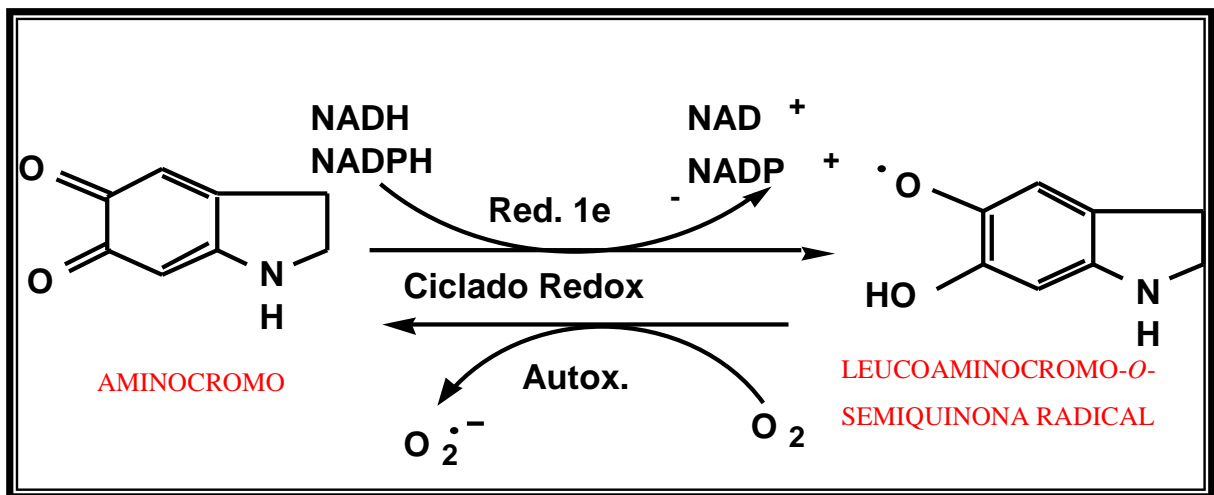 NADH
NADPH
NAD +
NADP +
Red. 1e -
Ciclado Redox
Autox.
O2•−
O2
O
O
N
H
AMINOCROMO
•O
HO
N
H
LEUCOAMINOCROMO-O-
SEMIQUINONA RADICAL